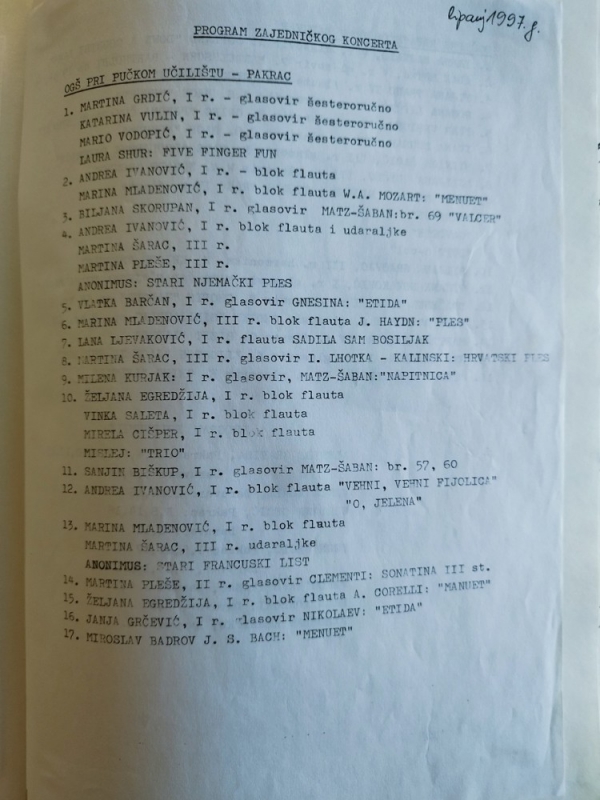 lipanj 1997. g.
PROGRAM ZAJEDNIČKOG KONCERTA
OGŠ PRI PUČKOM UČILIŠTU - PAKRAC
1. MARTINA GRDIĆ, I r. - glasovir šesteroručno
KATARINA VULIN, I r. - glasovir šesteroručno
MARIO VODOPIĆ, I r. - glasovir šesteroručno
LAURA SHUR: FIVE FINGER FUN
2. ANDREA IVANOVIĆ, I r. - blok flauta
MARINA MLADENOVIĆ, I r. blok flauta W.A. MOZART: "MENUET"
3. BILJANA SKORUPAN, I r. glasovir MATZ-ŠABAN:br. 69 "VALCER"
4. ANDREA IVANOVIĆ, I r. blok flauta i udaraljke
MARTINA ŠARAC, III r.
MARTINA PLEŠE, III r.
ANONIMUS: STARI NJEMAČKI PLES
5. VLATKA BARČAN, I r. glasovir GNESINA: "ETIDA"
6. MARINA MLADENOVIĆ, III r. blok flauta J. HAYDN: "PLES"
7. LANA LJEVAKOVIĆ, I r. flauta SADILA SAM BOSILJAK
8. MARTINA ŠARAC, III r. glasovir I. LHOTKA - KALINSKI: HRVATSKI PLES
9. MILENA KURJAK: I r. glasovir, MATZ-ŠABAN:"NAPITNICA"
10. ŽELJANA EGREDŽIJA, I r. blok flauta
VINKA SALETA, I r. blok flauta
MIRELA CIŠPER, I r. blok flauta
MISLEJ: "TRIO"
11. SANJIN BIŠKUP, I r. glasovir MATZ-ŠABAN: br. 57, 60
12. ANDREA IVANOVIĆ, I r. blok flauta "VEHNI, VEHNI FIJOLICA"
"O, JELENA"
13. MARINA MLADENOVIĆ, I r. blok flauta
MARTINA ŠARAC, III r. udaraljke
ANONIMUS: STARI FRANCUSKI LIST
14. MARTINA PLEŠE, II r. glasovir CLEMENTI: SONATINA III st.
15. ŽELJANA EGREDŽIJA, I r. blok flauta A. CORELLI: "MANUET"
16. JANJA GRČEVIĆ, I r. glasovir NIKOLAEV: "ETIDA"
17. MIROSLAV BADROV J. S. BACH: "MENUET"